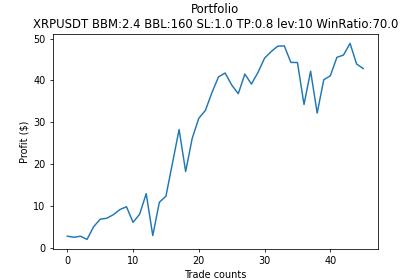 Portfolio
XRPUSDT BBM:2.4 BBL:160 SL:1.0 TP:0.8 lev:10 WinRatio:70.0
50
40
30
20
10
0
Profit ($)
0 10 20 30 40
Trade counts